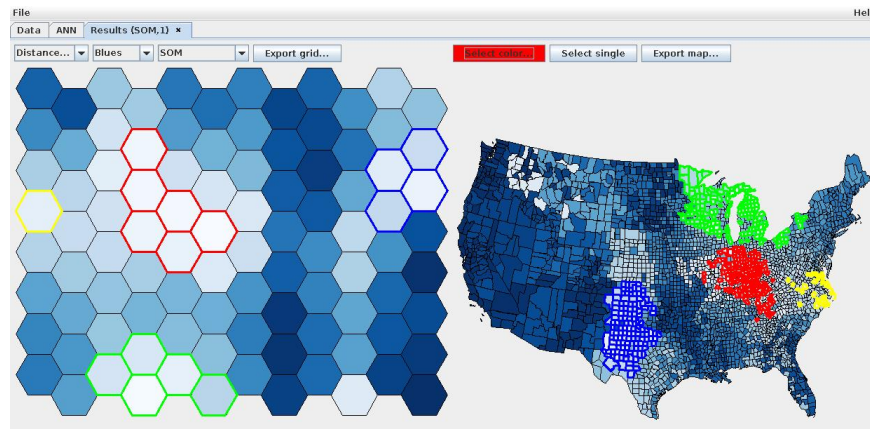 File Hel
Data ANN Results (SOM,1) ×
Distance... Blues SOM Export grid... Select color... Select single Export map...